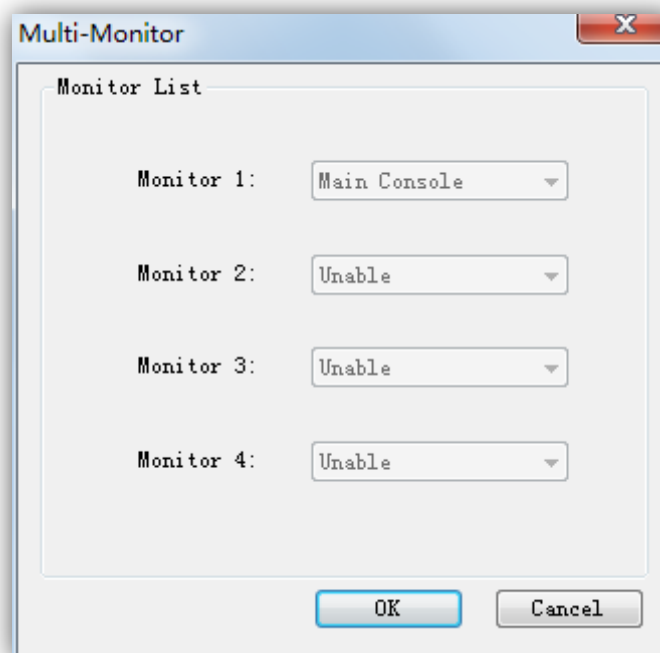 Multi-Monitor
Monitor List
Monitor 1: Main Console
Monitor 2: Unable
Monitor 3: Unable
Monitor 4: Unable
OK Cancel